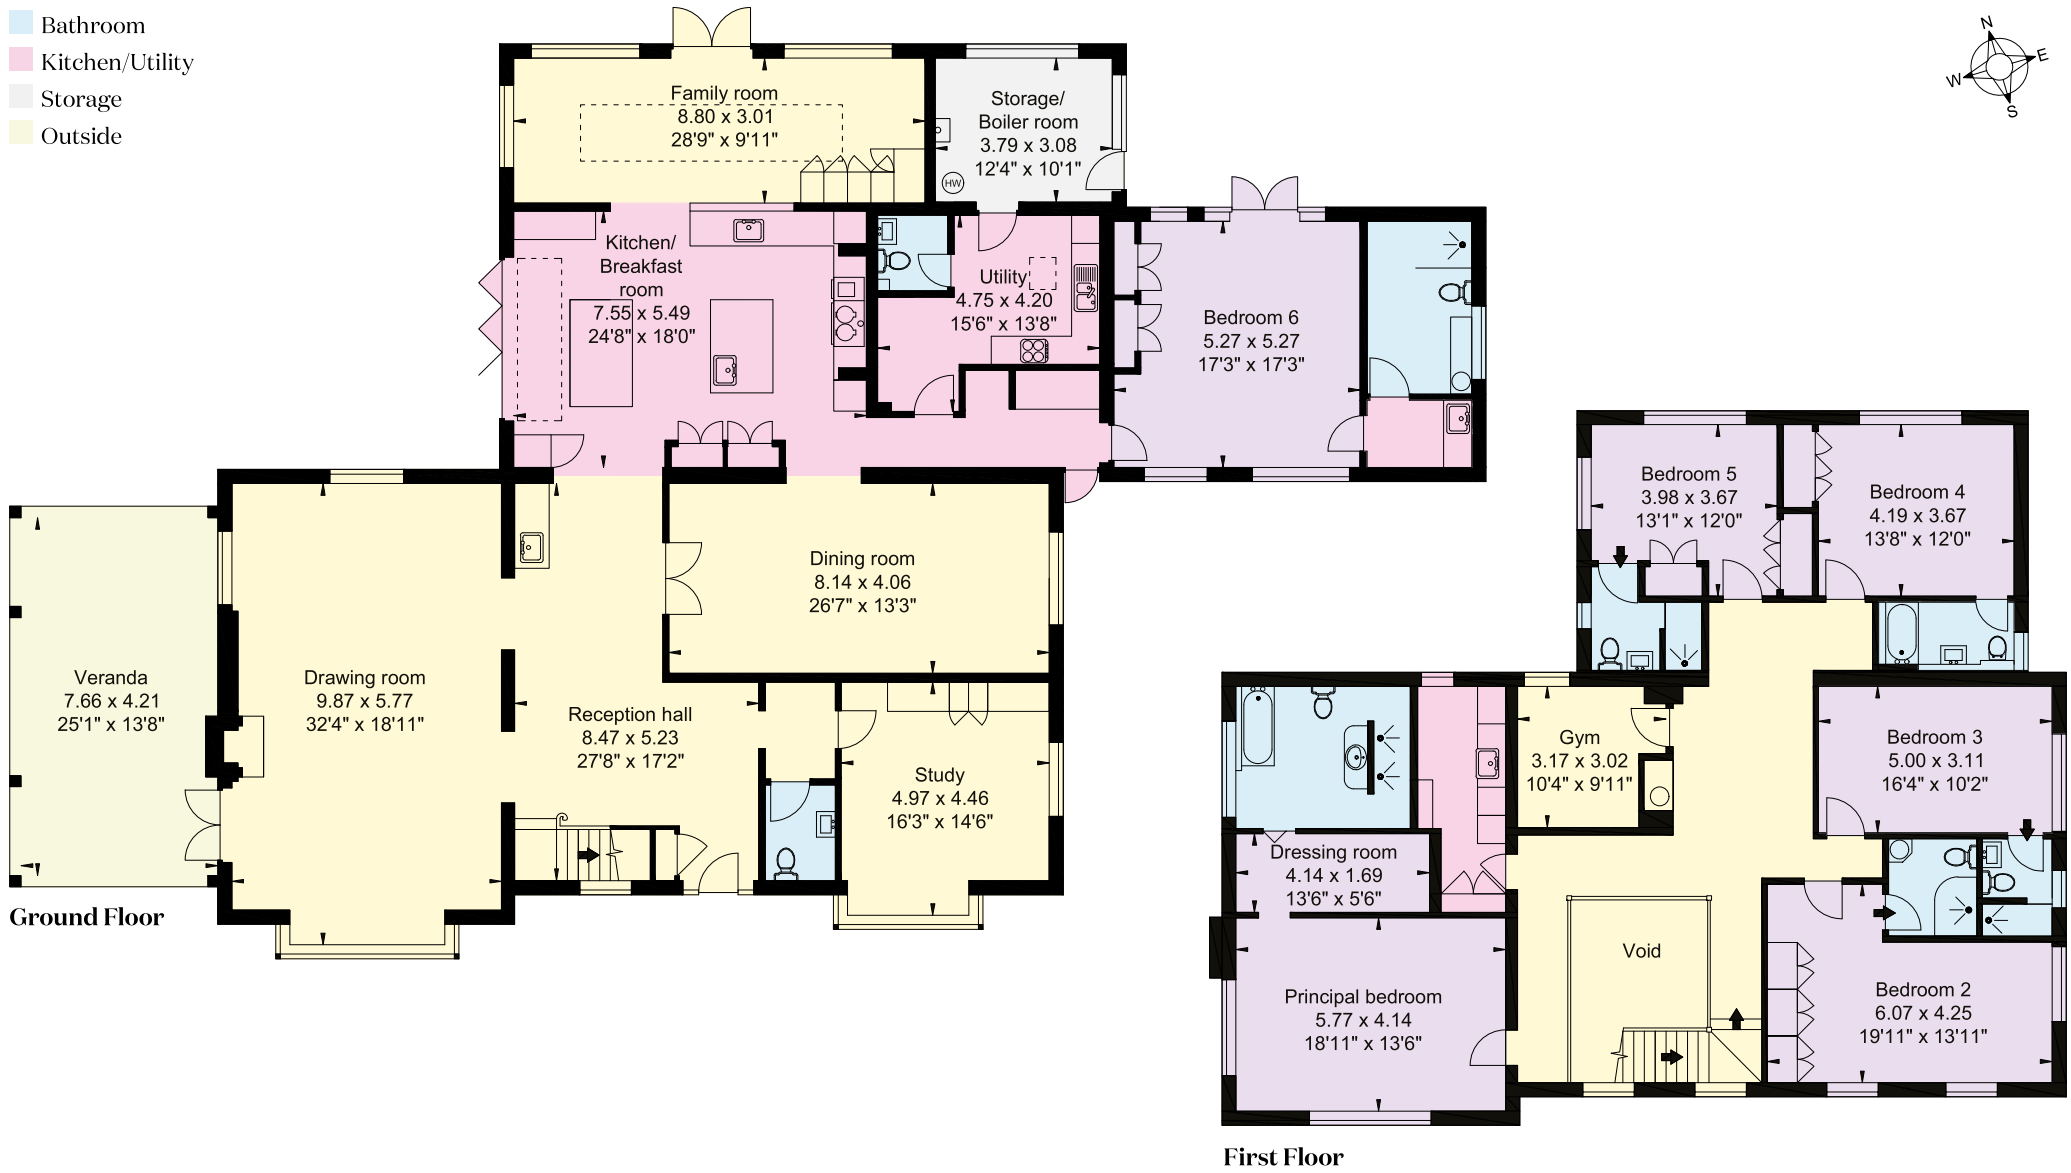 Bathroom
Kitchen/Utility
Storage
Outside
N
E
W
S
Family room
8.80 x 3.01
28'9" x 9'11"
Storage/
Boiler room
3.79 x 3.08
12'4" x 10'1"
HW
Kitchen/
Breakfast
room
7.55 x 5.49
24'8" x 18'0"
Utility
4.75 x 4.20
15'6" x 13'8"
Bedroom 6
5.27 x 5.27
17'3" x 17'3"
Dining room
8.14 x 4.06
26'7" x 13'3"
Veranda
7.66 x 4.21
25'1" x 13'8"
Drawing room
9.87 x 5.77
32'4" x 18'11"
Reception hall
8.47 x 5.23
27'8" x 17'2"
Study
4.97 x 4.46
16'3" x 14'6"
Ground Floor
Bedroom 5
3.98 x 3.67
13'1" x 12'0"
Bedroom 4
4.19 x 3.67
13'8" x 12'0"
Gym
3.17 x 3.02
10'4" x 9'11"
Bedroom 3
5.00 x 3.11
16'4" x 10'2"
Dressing room
4.14 x 1.69
13'6" x 5'6"
Void
Principal bedroom
5.77 x 4.14
18'11" x 13'6"
Bedroom 2
6.07 x 4.25
19'11" x 13'11"
First Floor